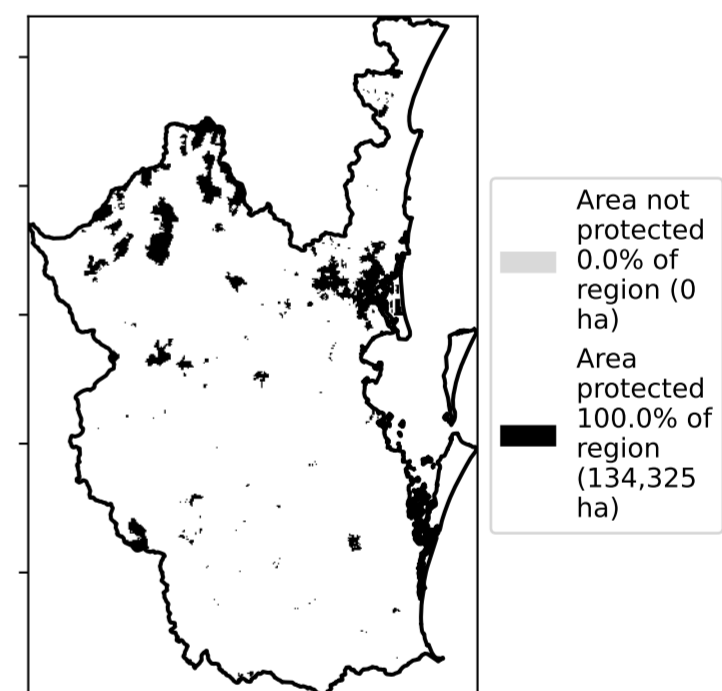 Area not
protected
0.0% of
region (0
ha)
Area
protected
100.0% of
region
(134,325
ha)